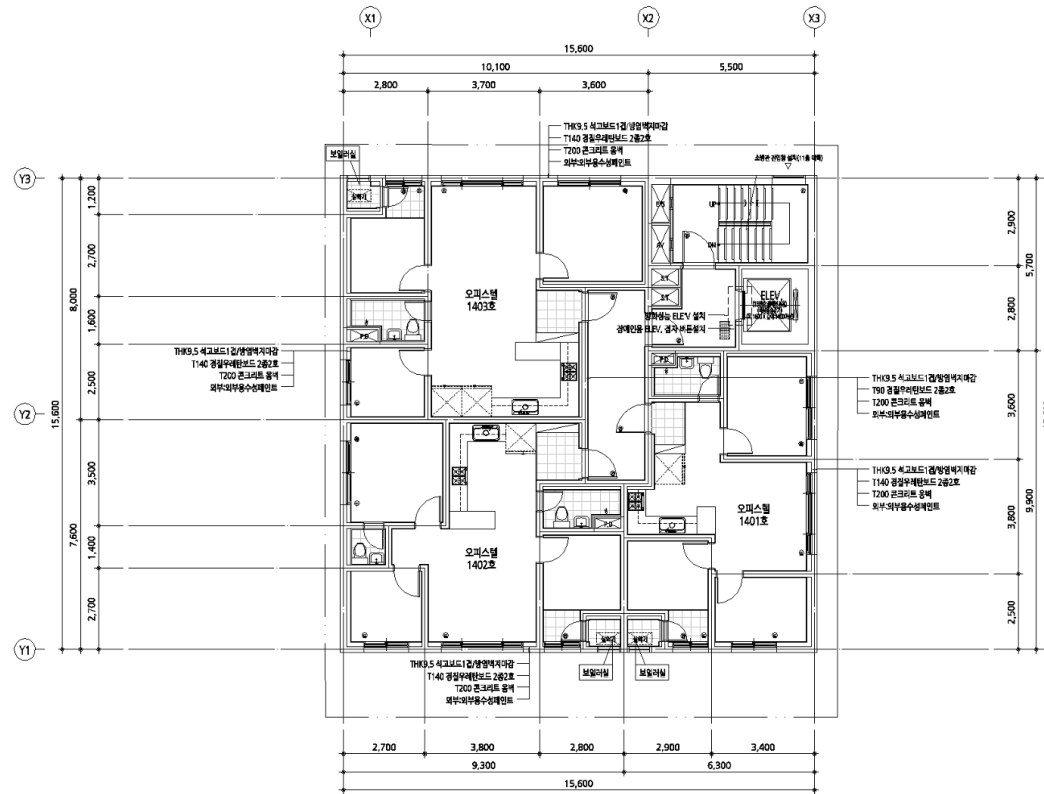 X1
X2
X3
15,600
10,100
5,500
2,800
3,700
3,600
THK9.5 석고보드1겹/방염벽지마감
T140 경질우레탄보드 2종2호
T200 콘크리트 옹벽
외부:외부용수성페인트
보일러실
Y3
Y2
Y1
1,200
2,700
1,600
2,500
3,500
1,400
2,700
8,000
7,600
15,600
UP
DN
2,900
2,800
5,700
3,600
3,800
2,500
9,900
오피스텔
1403호
ELEV
방화성능 ELEV 설치
장애인용 ELEV. 점자 버튼설치
P.D
P.D
THK9.5 석고보드1겹/방염벽지마감
T140 경질우레탄보드 2종2호
T200 콘크리트 옹벽
외부:외부용수성페인트
THK9.5 석고보드1겹/방염벽지마감
T90 경질우레탄보드 2종2호
T200 콘크리트 옹벽
외부:외부용수성페인트
THK9.5 석고보드1겹/방염벽지마감
T140 경질우레탄보드 2종2호
T200 콘크리트 옹벽
외부:외부용수성페인트
오피스텔
1401호
P.D
오피스텔
1402호
THK9.5 석고보드1겹/방염벽지마감
T140 경질우레탄보드 2종2호
T200 콘크리트 옹벽
외부:외부용수성페인트
보일러실
보일러실
2,700
3,800
2,800
2,900
3,400
9,300
6,300
15,600